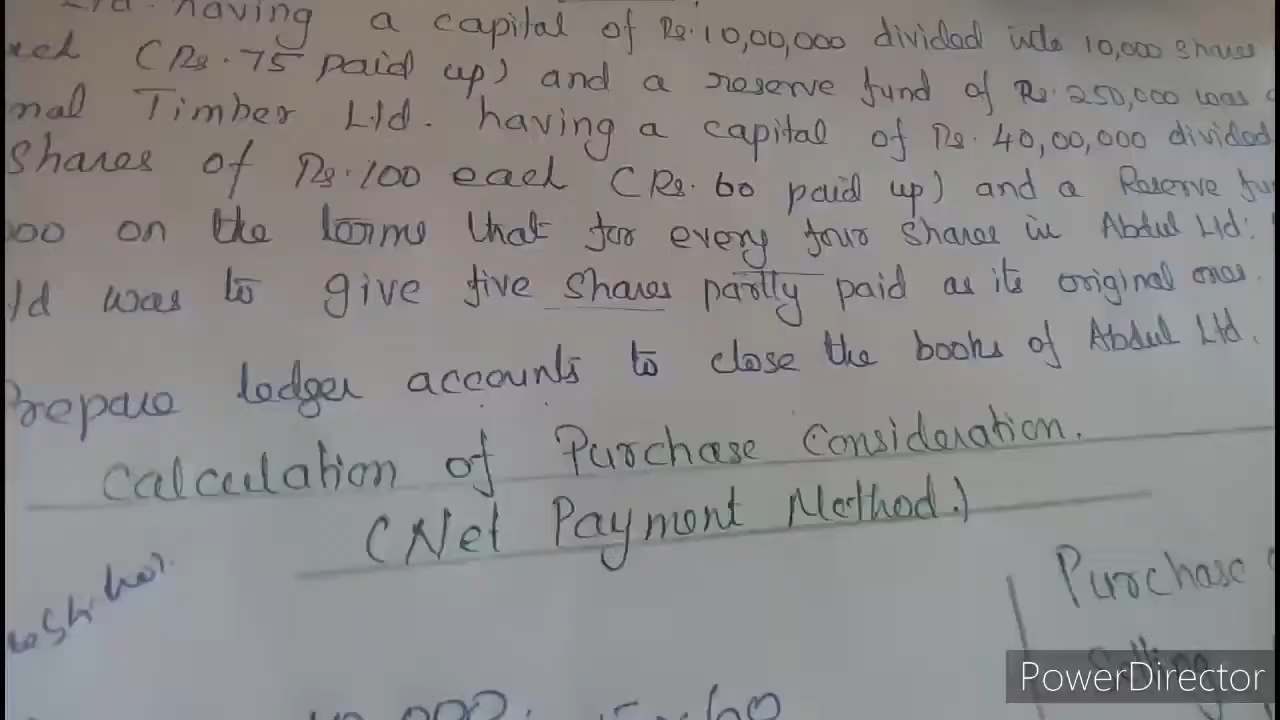 having a capital of Rs. 10,00,000 divided into 10,000 shares
(Rs. 75 paid up) and a reserve fund of Rs. 250,000 was
Timber Ltd. having a capital of Rs. 40,00,000 divided
shares of Rs. 100 each (Rs. 60 paid up) and a Reserve
on the terms that for every four shares in Abdul Ltd.
was to give five shares partly paid as its original ones.
Prepare ledger accounts to close the books of Abdul Ltd.
Calculation of Purchase Consideration.
(Net Payment Method.)
Purchase
PowerDirector